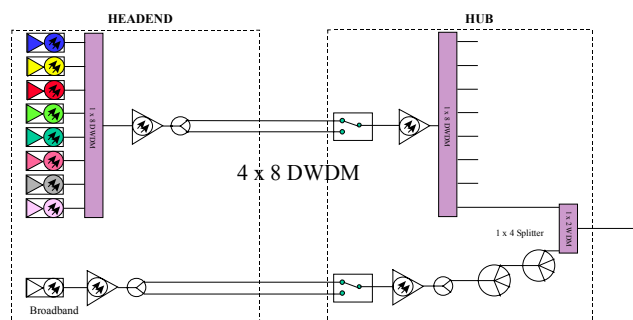 HEADEND
HUB
1 x 8 DWDM
1 x 8 DWDM
4 x 8 DWDM
1 x 2 WDM
1 x 4 Splitter
Broadband